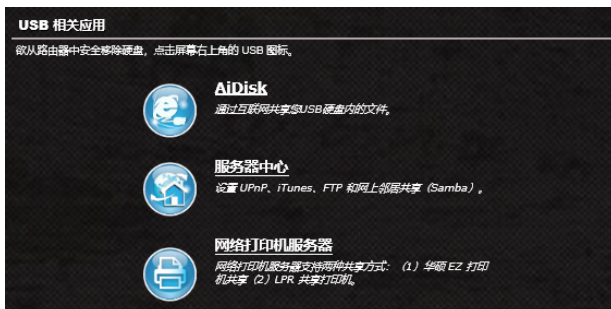 USB 相关应用
欲从路由器中安全移除硬盘，点击屏幕右上角的 USB 图标。
AiDisk
通过互联网共享您USB硬盘内的文件。
服务器中心
设置 UPnP、iTunes、FTP 和网上邻居共享（Samba）。
网络打印机服务器
网络打印机服务器支持两种共享方式：（1）华硕 EZ 打印
机共享（2）LPR 共享打印机。